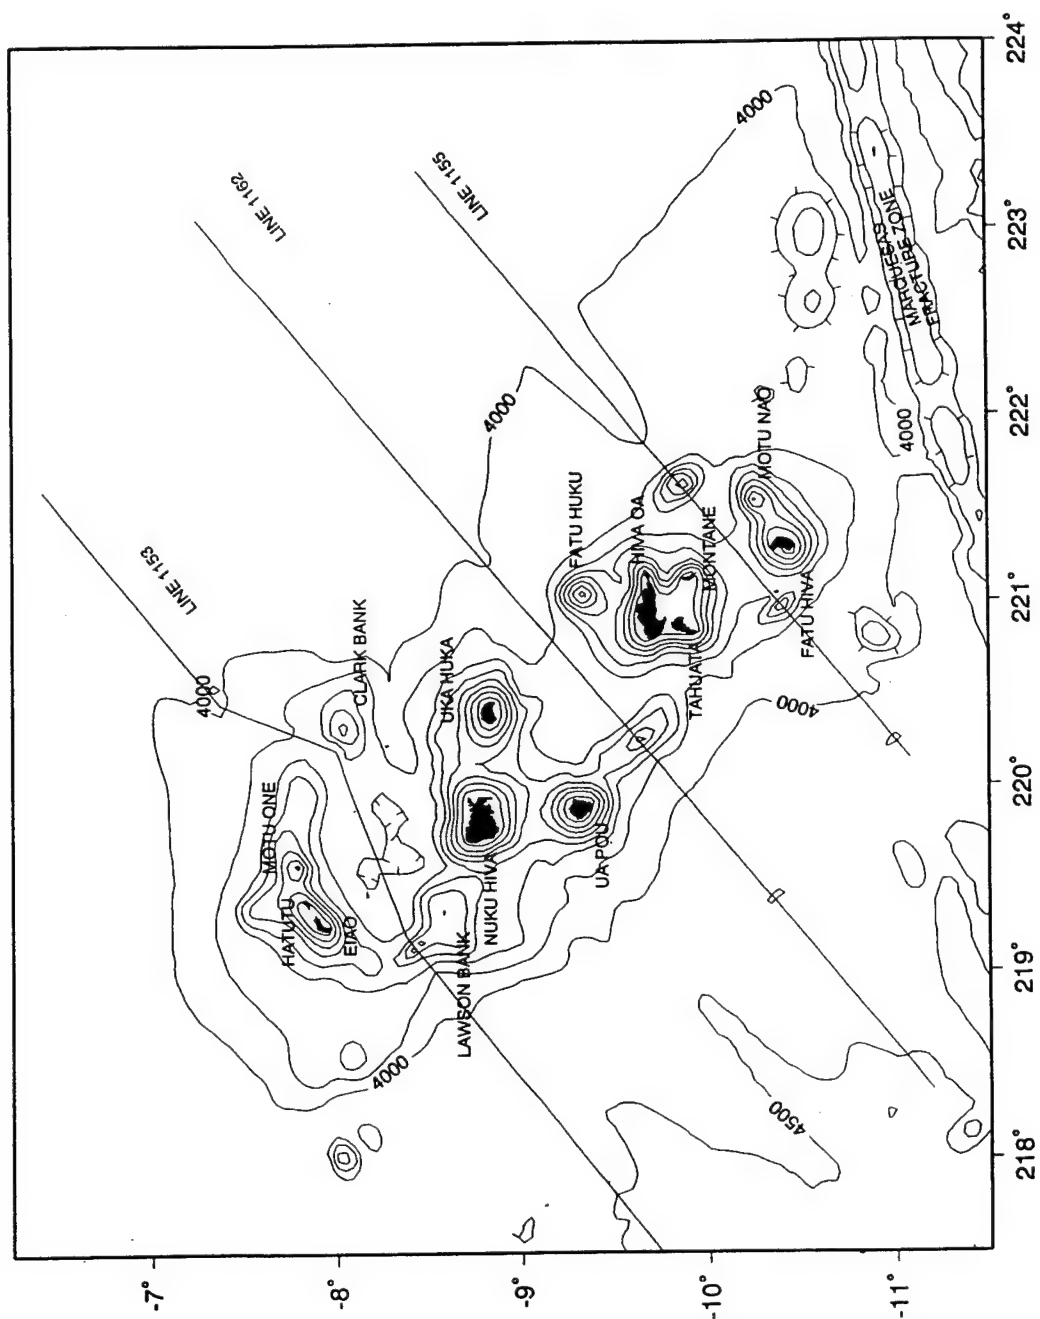 LINE 1153
LINE 1162
LINE 1155
4000
4000
4000
4000
4000
4000
4500
MOTU ONE
HATUTU
EIAO
CLARK BANK
UKA HUKA
LAWSON BANK
NUKU HIVA
UA POU
FATU HUKU
HIVA OA
MONTANE
TAHUATA
MOTU NAO
FATU HIVA
MARQUESAS
FRACTURE ZONE
-7°
-8°
-9°
-10°
-11°
218°
219°
220°
221°
222°
223°
224°